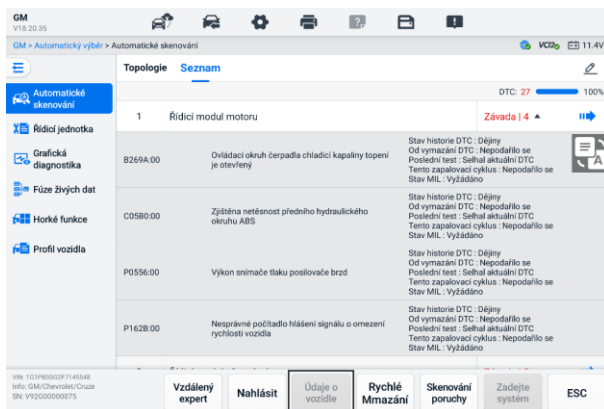 GM
V18.20.35
GM > Automatický výběr > Automatické skenování
VCI 11.4V
Topologie Seznam
DTC: 27 100%
Automatické
skenování
Řídicí jednotka
Grafická
diagnostika
Fúze živých dat
Horké funkce
Profil vozidla
1 Řídicí modul motoru Závada | 4
B269A:00
Ovládací okruh čerpadla chladicí kapaliny topení
je otevřený
Stav historie DTC : Dějiny
Od vymazání DTC : Nepodařilo se
Poslední test : Selhal aktuální DTC
Tento zapalovací cyklus : Nepodařilo se
Stav MIL : Vyžádáno
C05B0:00
Zjištěna netěsnost předního hydraulického
okruhu ABS
Stav historie DTC : Dějiny
Od vymazání DTC : Nepodařilo se
Poslední test : Selhal aktuální DTC
Tento zapalovací cyklus : Nepodařilo se
Stav MIL : Vyžádáno
P0556:00
Výkon snímače tlaku posilovače brzd
Stav historie DTC : Dějiny
Od vymazání DTC : Nepodařilo se
Poslední test : Selhal aktuální DTC
Tento zapalovací cyklus : Nepodařilo se
Stav MIL : Vyžádáno
P162B:00
Nesprávné počítadlo hlášení signálu o omezení
rychlosti vozidla
Stav historie DTC : Dějiny
Od vymazání DTC : Nepodařilo se
Poslední test : Selhal aktuální DTC
Tento zapalovací cyklus : Nepodařilo se
Stav MIL : Vyžádáno
Info: GM/Chevrolet/Cruze
SN: V92G00000075
Vzdálený
expert
Nahlásit
Údaje o
vozidle
Rychlé
Mmazání
Skenování
poruchy
Zadejte
systém
ESC